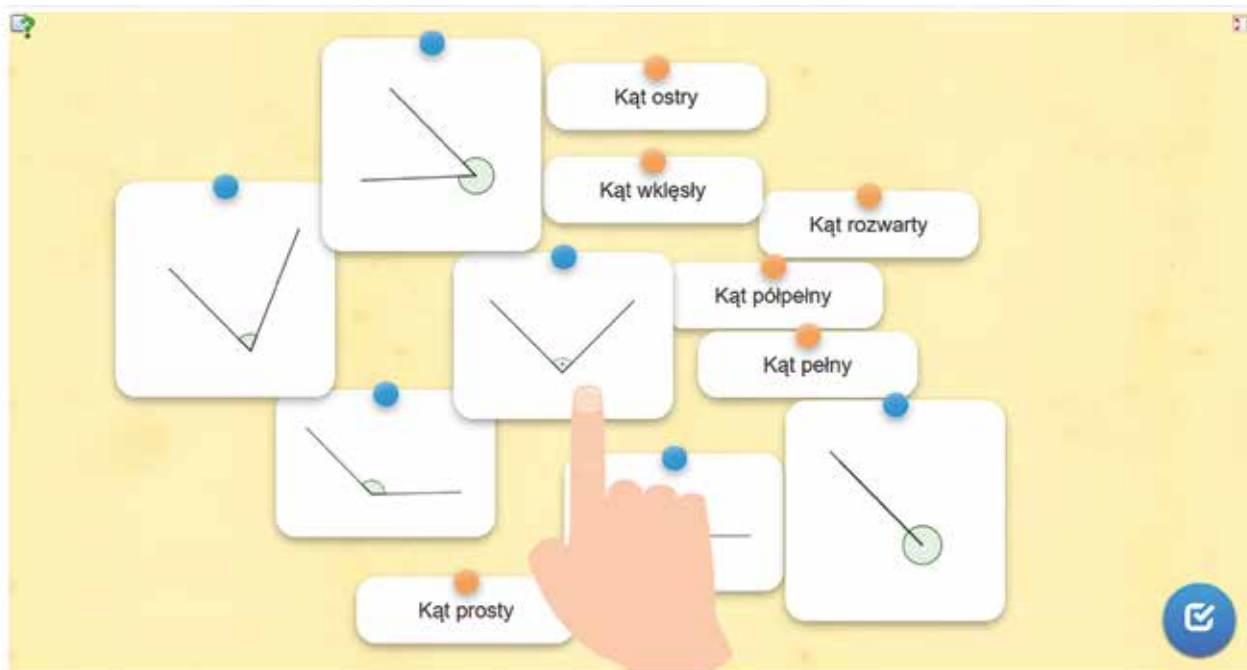 Kąt ostry
Kąt wklęsły
Kąt rozwarty
Kąt półpełny
Kąt pełny
Kąt prosty